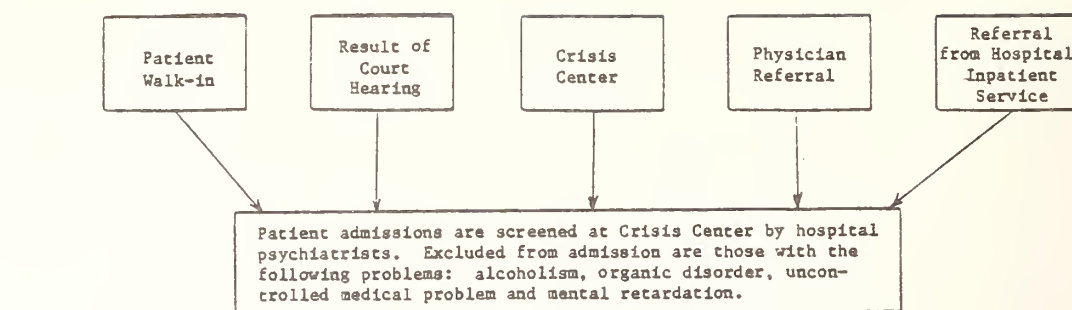 Patient
Walk-in
Result of
Court
Hearing
Crisis
Center
Physician
Referral
Referral
from Hospital
Inpatient
Service
Patient admissions are screened at Crisis Center by hospital
psychiatrists. Excluded from admission are those with the
following problems: alcoholism, organic disorder, uncon-
trolled medical problem and mental retardation.